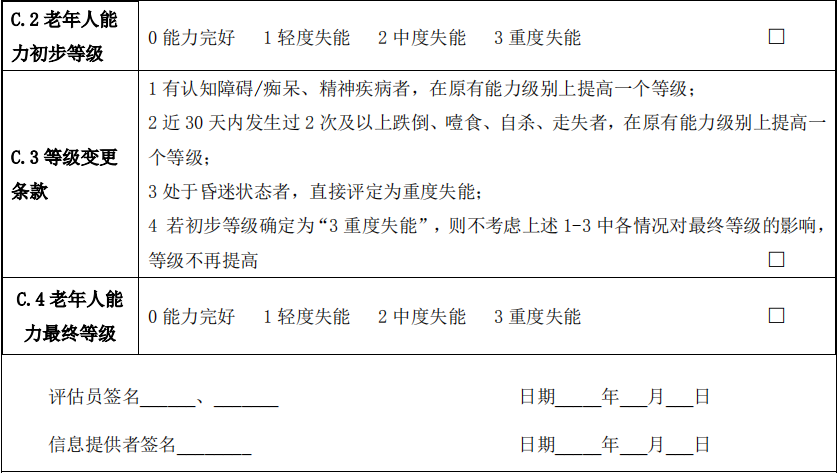 C.2 老年人能
力初步等级
0 能力完好 1 轻度失能 2 中度失能 3 重度失能 □
C.3 等级变更
条款
1 有认知障碍/痴呆、精神疾病者，在原有能力级别上提高一个等级；
2 近 30 天内发生过 2 次及以上跌倒、噎食、自杀、走失者，在原有能力级别上提高一
个等级；
3 处于昏迷状态者，直接评定为重度失能；
4 若初步等级确定为“3 重度失能”，则不考虑上述 1-3 中各情况对最终等级的影响，
等级不再提高 □
C.4 老年人能
力最终等级
0 能力完好 1 轻度失能 2 中度失能 3 重度失能 □
评估员签名______、_______ 日期_____年___月___日
信息提供者签名________ 日期_____年___月___日